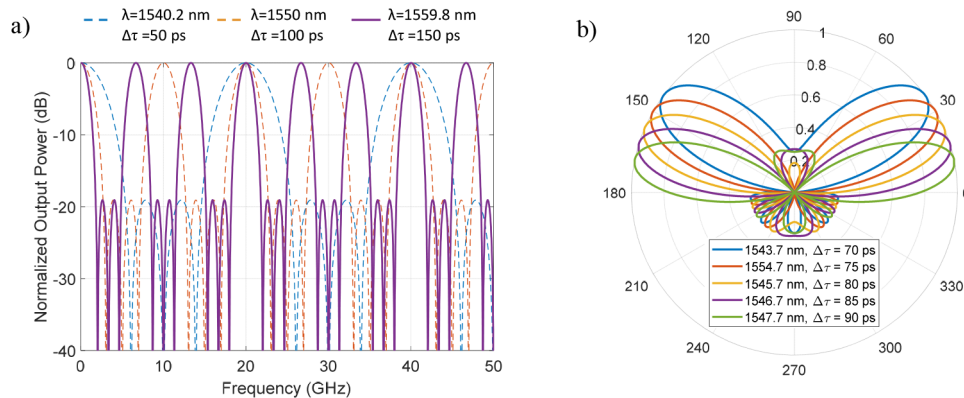 a)
λ=1540.2 nm
Δτ =50 ps
λ=1550 nm
Δτ =100 ps
λ=1559.8 nm
Δτ =150 ps
Normalized Output Power (dB)
0
-10
-20
-30
-40
0
10
20
30
40
50
Frequency (GHz)
b)
90
120
60
150
30
180
210
330
240
300
270
1
0.8
0.6
0.4
0.2
1543.7 nm, Δτ = 70 ps
1554.7 nm, Δτ = 75 ps
1545.7 nm, Δτ = 80 ps
1546.7 nm, Δτ = 85 ps
1547.7 nm, Δτ = 90 ps